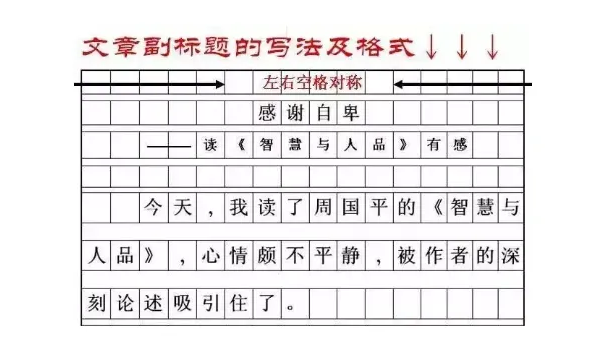 文章副标题的写法及格式↓↓↓
左右空格对称
感谢自卑
——读《智慧与人品》有感
今天，我读了周国平的《智慧与
人品》，心情颇不平静，被作者的深
刻论述吸引住了。